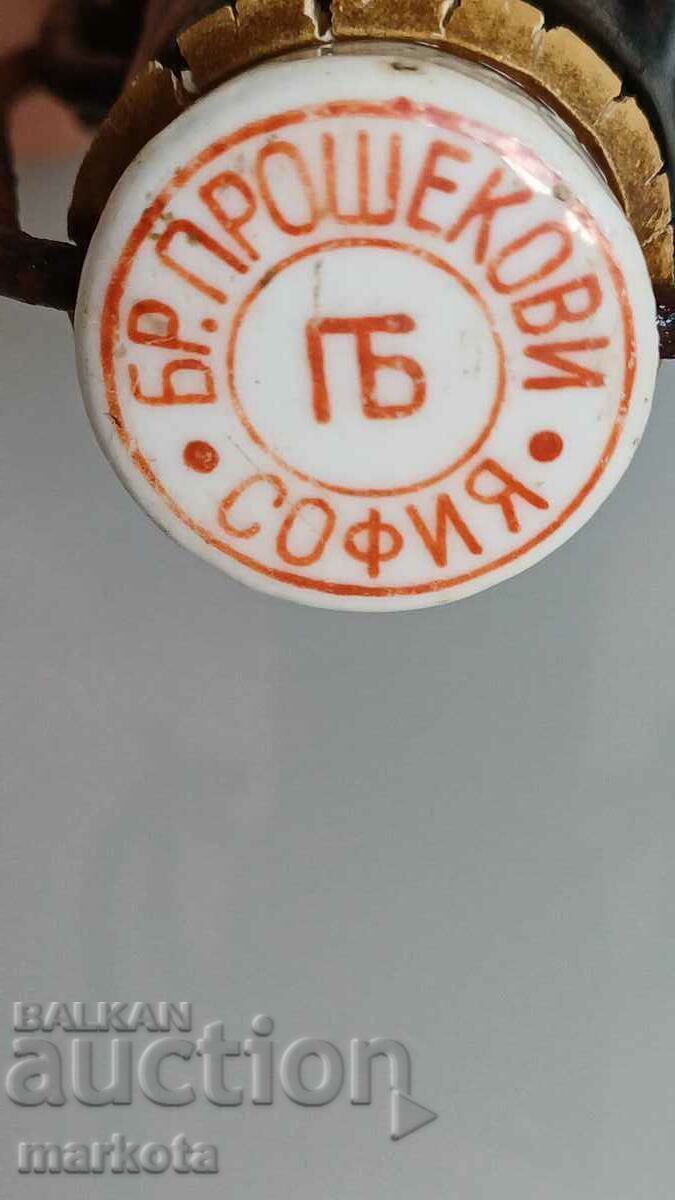 БР. ПРОШЕКОВИ
ПБ
• СОФИЯ •
BALKAN
auction
markota